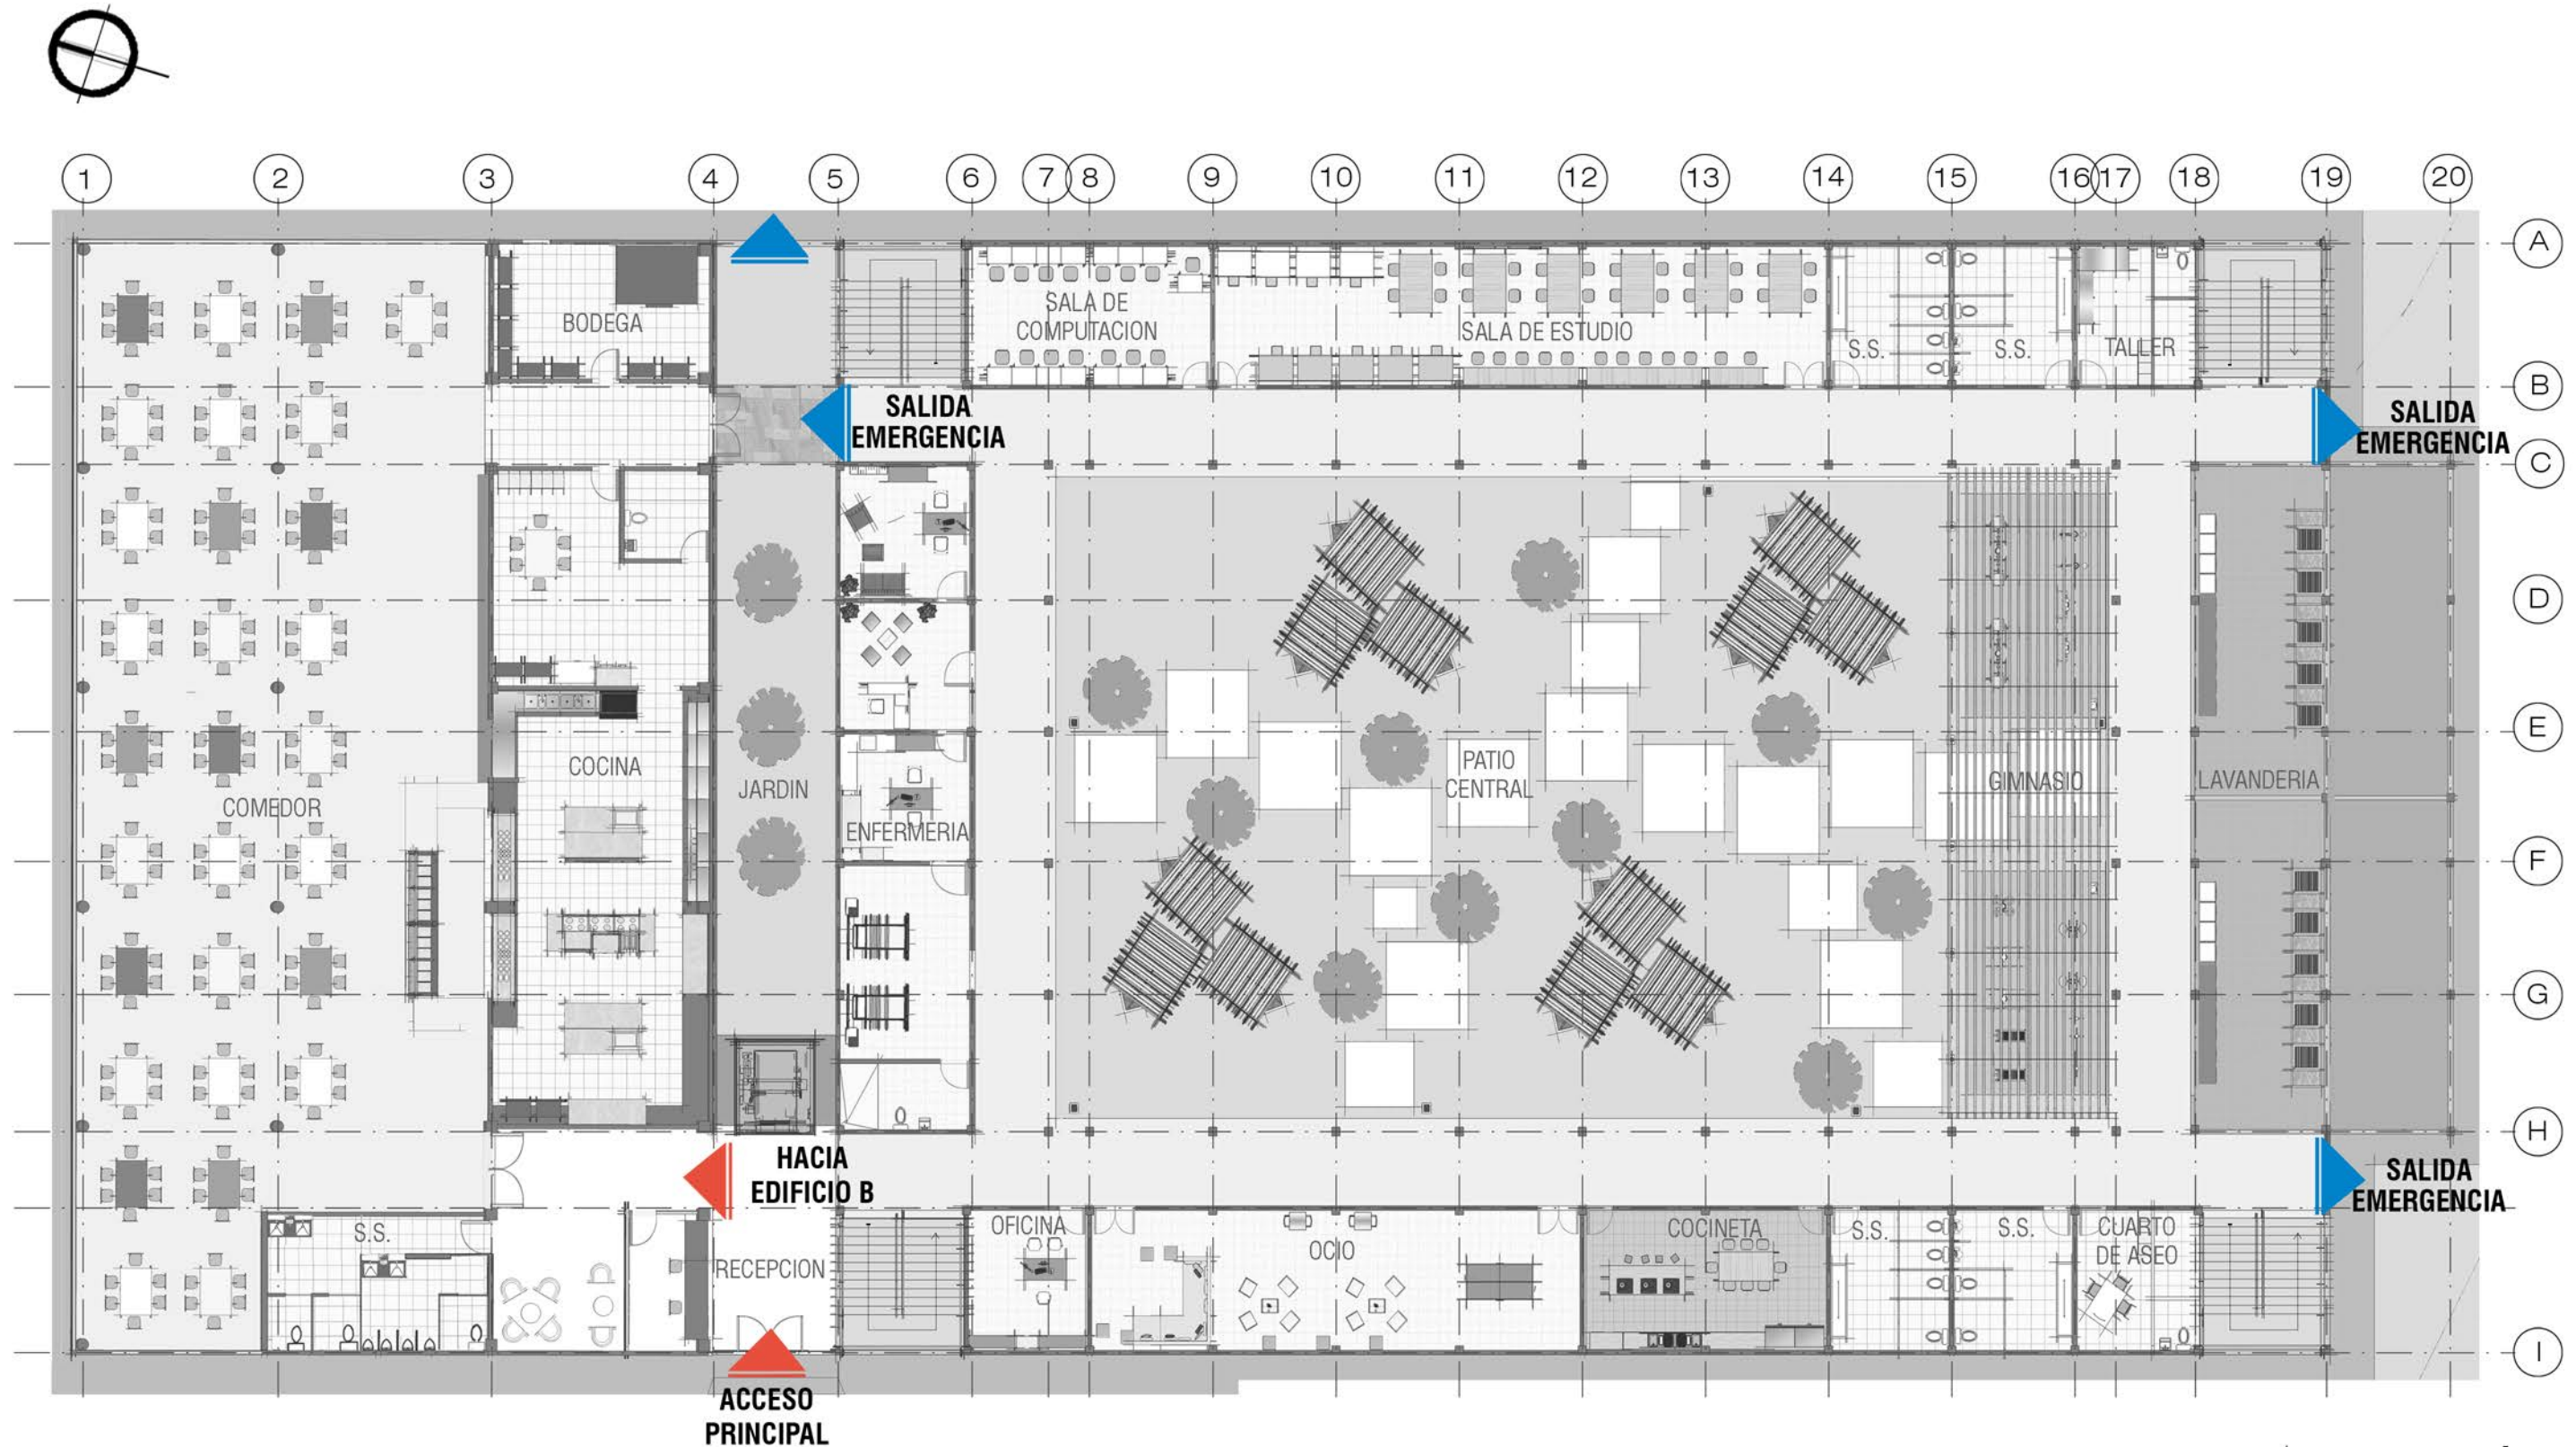 1 2 3 4 5 6 7 8 9 10 11 12 13 14 15 16 17 18 19 20
A
BODEGA
SALA DE
COMPUTACION
SALA DE ESTUDIO
S.S.
S.S.
TALLER
B
SALIDA
EMERGENCIA
SALIDA
EMERGENCIA
C
D
E
COCINA
JARDIN
PATIO
CENTRAL
GIMNASIO
LAVANDERIA
COMEDOR
ENFERMERIA
F
G
H
HACIA
EDIFICIO B
SALIDA
EMERGENCIA
S.S.
RECEPCION
OFICINA
OCIO
COCINETA
S.S.
S.S.
CUARTO
DE ASEO
I
ACCESO
PRINCIPAL